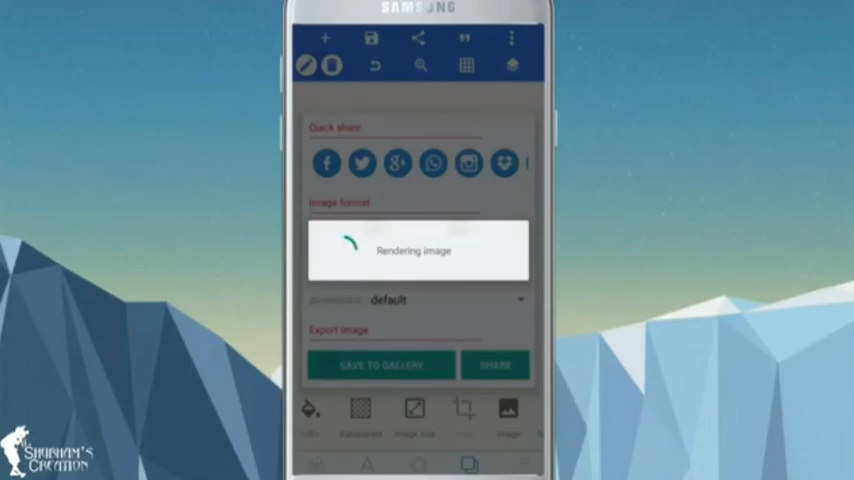 SAMSUNG
Quick share
Image format
Rendering image
default
Export image
SAVE TO GALLERY
SHARE
transparent
image size
image
SHUBHAM'S
CREATION